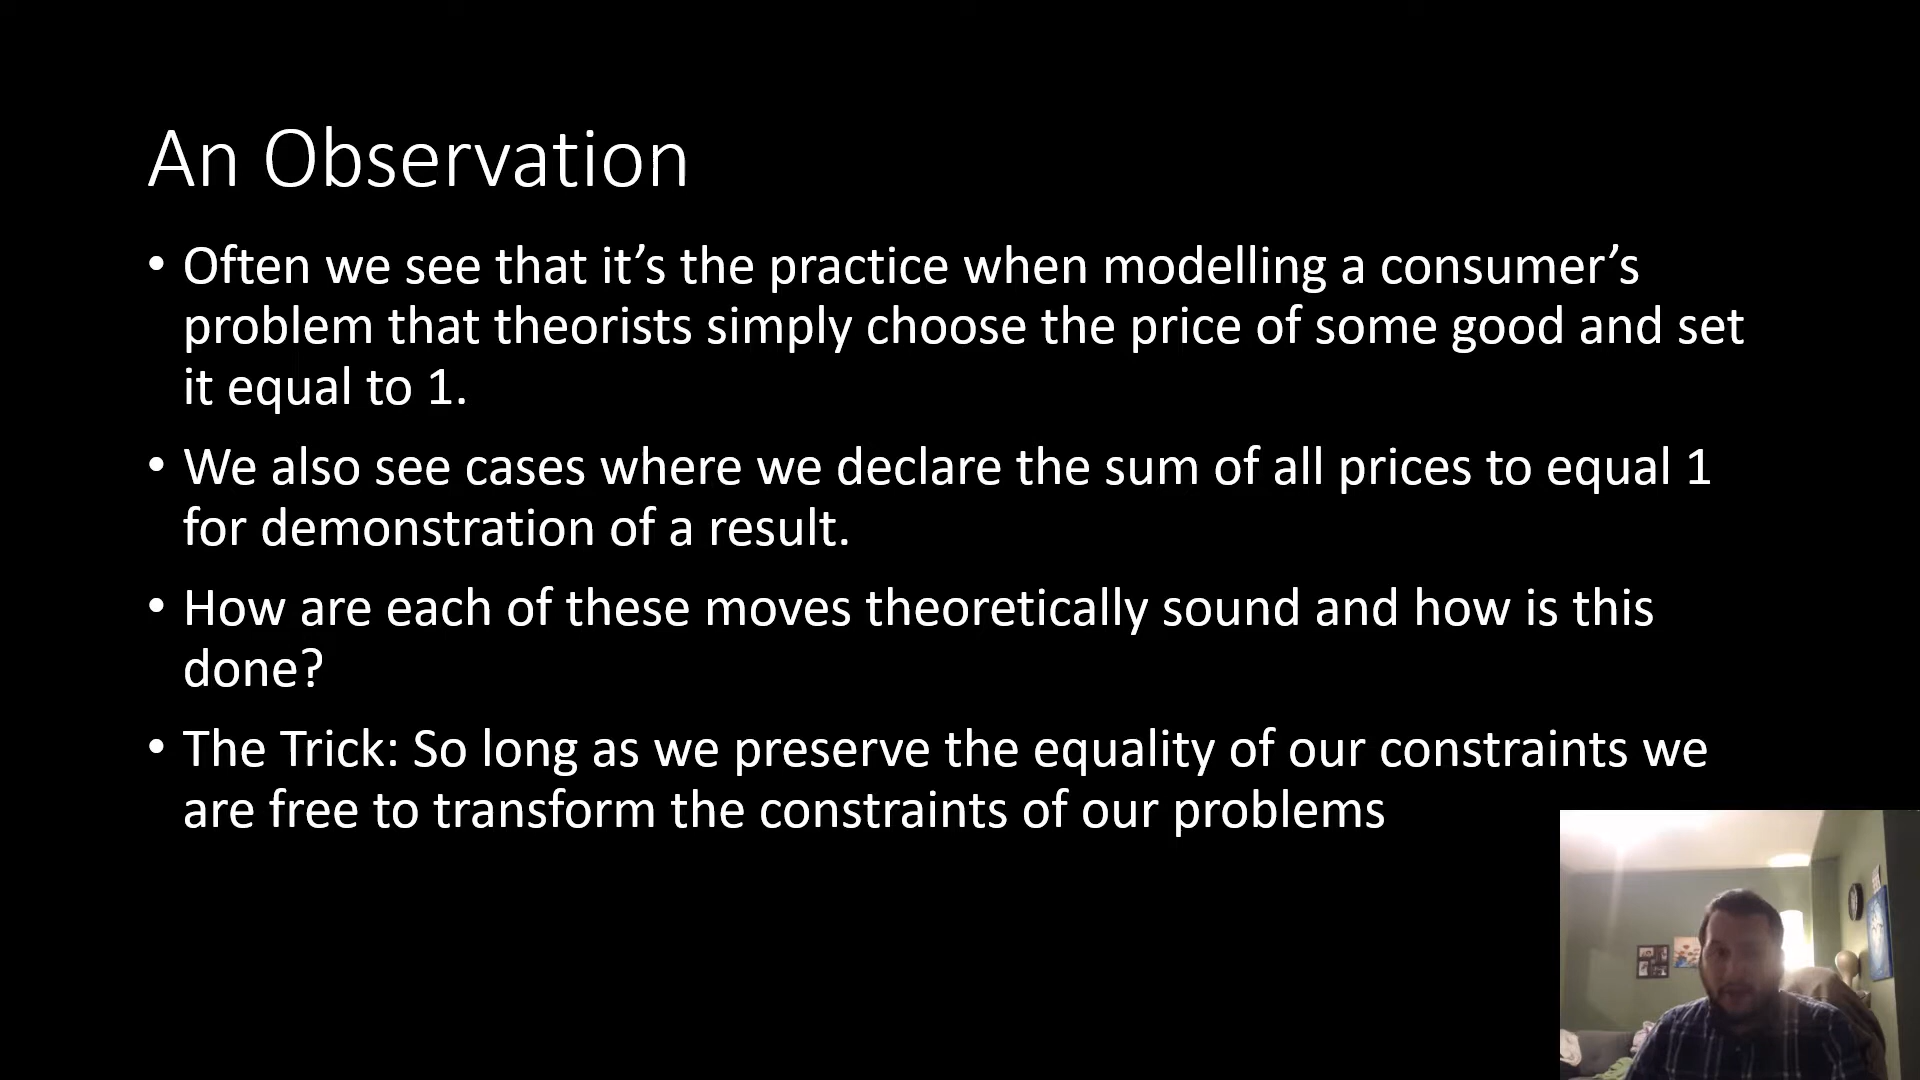 An Observation
• Often we see that it’s the practice when modelling a consumer’s
problem that theorists simply choose the price of some good and set
it equal to 1.
• We also see cases where we declare the sum of all prices to equal 1
for demonstration of a result.
• How are each of these moves theoretically sound and how is this
done?
• The Trick: So long as we preserve the equality of our constraints we
are free to transform the constraints of our problems